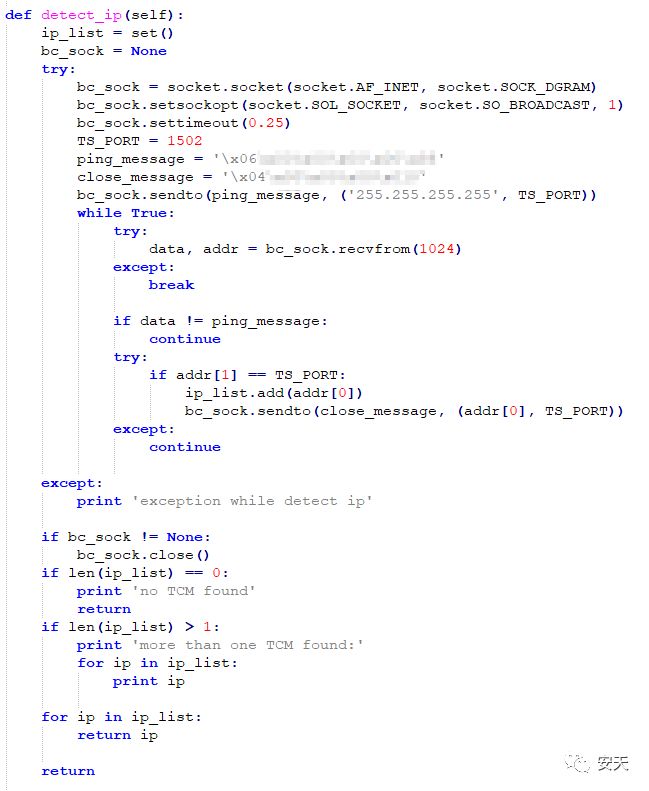 def detect_ip(self):
    ip_list = set()
    bc_sock = None
    try:
        bc_sock = socket.socket(socket.AF_INET, socket.SOCK_DGRAM)
        bc_sock.setsockopt(socket.SOL_SOCKET, socket.SO_BROADCAST, 1)
        bc_sock.settimeout(0.25)
        TS_PORT = 1502
        ping_message = '\x06 '
        close_message = '\x04 '
        bc_sock.sendto(ping_message, ('255.255.255.255', TS_PORT))
        while True:
            try:
                data, addr = bc_sock.recvfrom(1024)
            except:
                break
            if data != ping_message:
                continue
            try:
                if addr[1] == TS_PORT:
                    ip_list.add(addr[0])
                    bc_sock.sendto(close_message, (addr[0], TS_PORT))
            except:
                continue
    except:
        print 'exception while detect ip'
    if bc_sock != None:
        bc_sock.close()
    if len(ip_list) == 0:
        print 'no TCM found'
        return
    if len(ip_list) > 1:
        print 'more than one TCM found:'
        for ip in ip_list:
            print ip
    for ip in ip_list:
        return ip
    return
安天